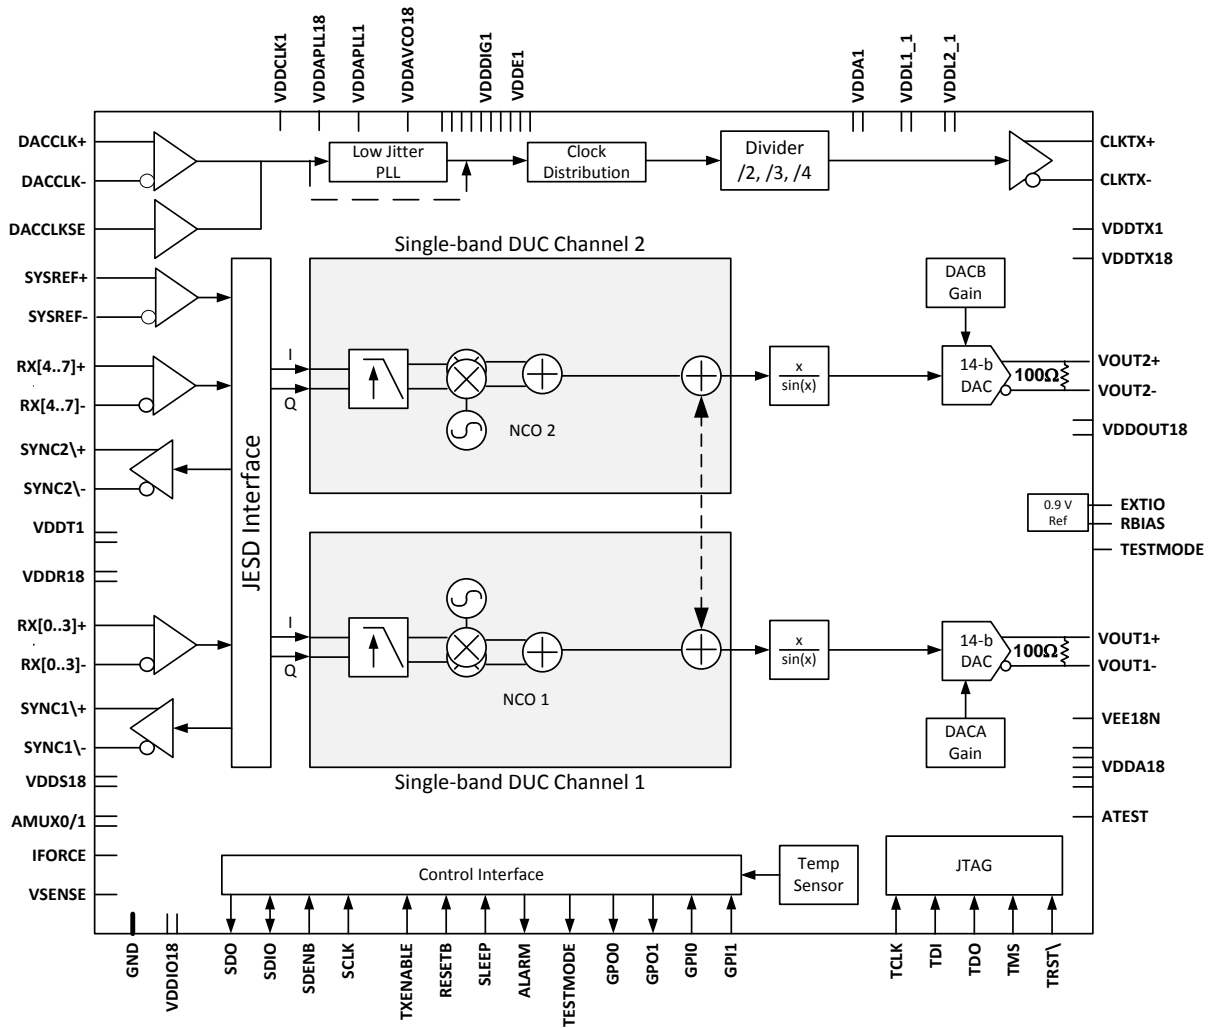 VDDCLK1
VDDAPLL18
VDDAPLL1
VDDAVCO18
VDDDIG1
VDDE1
VDDA1
VDDL1_1
VDDL2_1
DACCLK+
DACCLK-
DACCLKSE
SYSREF+
SYSREF-
RX[4..7]+
RX[4..7]-
SYNC2\+
SYNC2\-
VDDT1
VDDR18
RX[0..3]+
RX[0..3]-
SYNC1\+
SYNC1\-
VDDS18
AMUX0/1
IFORCE
VSENSE
Low Jitter
PLL
Clock
Distribution
Divider
/2, /3, /4
CLKTX+
CLKTX-
VDDTX1
VDDTX18
JESD Interface
Single-band DUC Channel 2
I
Q
NCO 2
x
sin(x)
DACB
Gain
14-b
DAC
100Ω
VOUT2+
VOUT2-
VDDOUT18
0.9 V
Ref
EXTIO
RBIAS
TESTMODE
I
Q
NCO 1
Single-band DUC Channel 1
x
sin(x)
14-b
DAC
100Ω
VOUT1+
VOUT1-
DACA
Gain
VEE18N
VDDA18
ATEST
Control Interface
Temp
Sensor
JTAG
GND
VDDIO18
SDO
SDIO
SDENB
SCLK
TXENABLE
RESETB
SLEEP
ALARM
TESTMODE
GPO0
GPO1
GPI0
GPI1
TCLK
TDI
TDO
TMS
TRST\